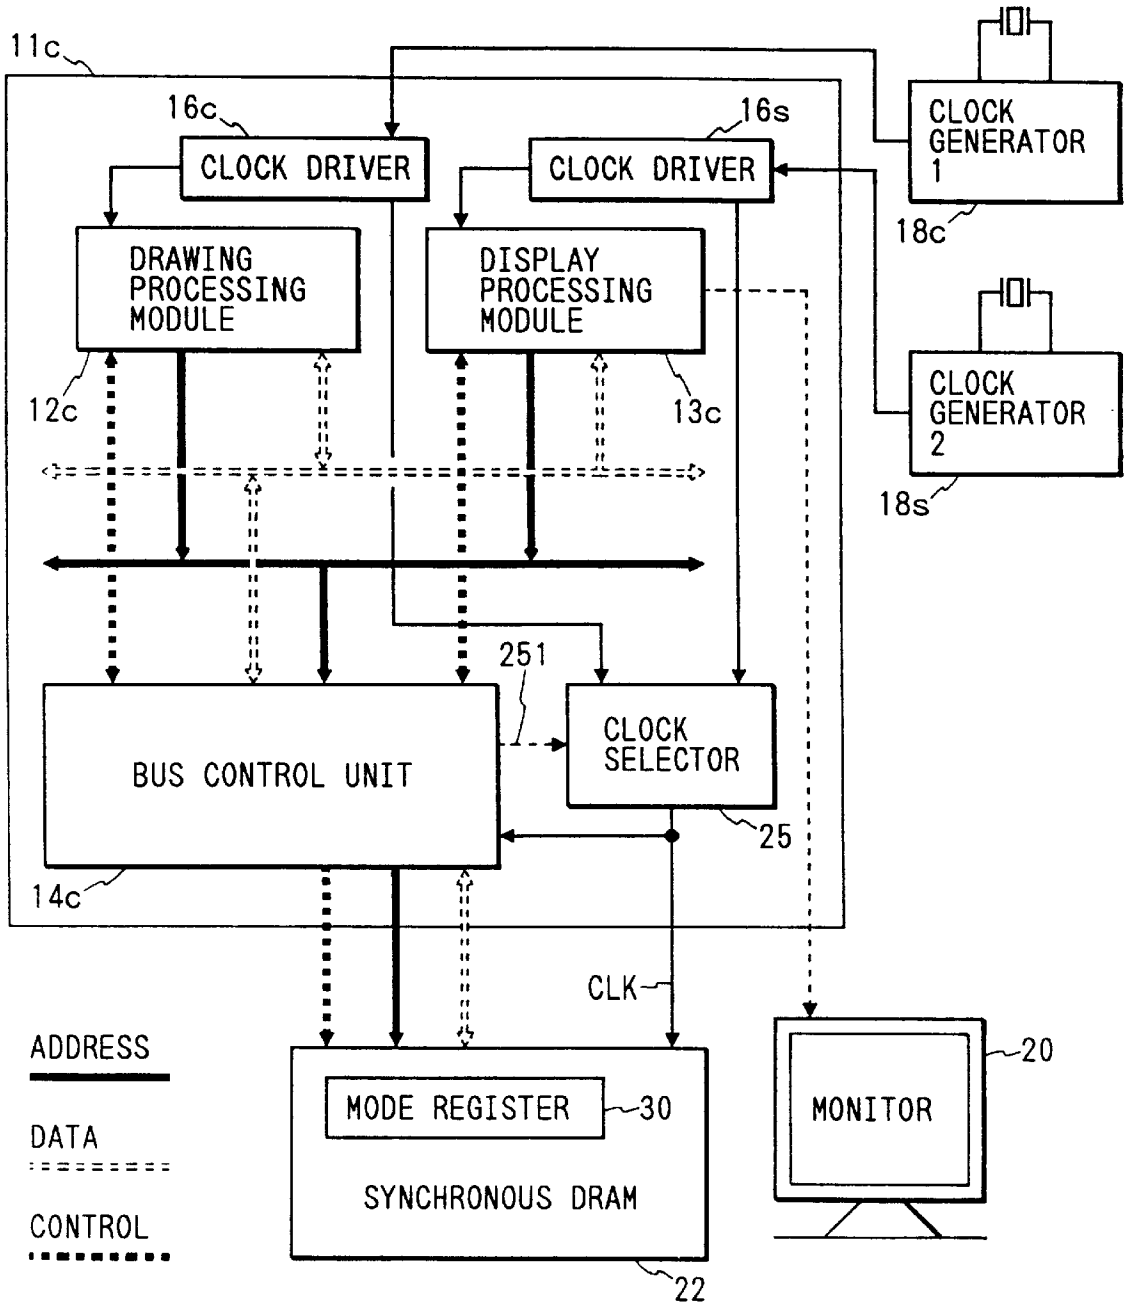 11c
16c
16s
CLOCK DRIVER
CLOCK DRIVER
CLOCK
GENERATOR
1
18c
DRAWING
PROCESSING
MODULE
DISPLAY
PROCESSING
MODULE
12c
13c
CLOCK
GENERATOR
2
18s
251
BUS CONTROL UNIT
CLOCK
SELECTOR
25
14c
CLK
ADDRESS
DATA
CONTROL
MODE REGISTER
30
SYNCHRONOUS DRAM
22
MONITOR
20